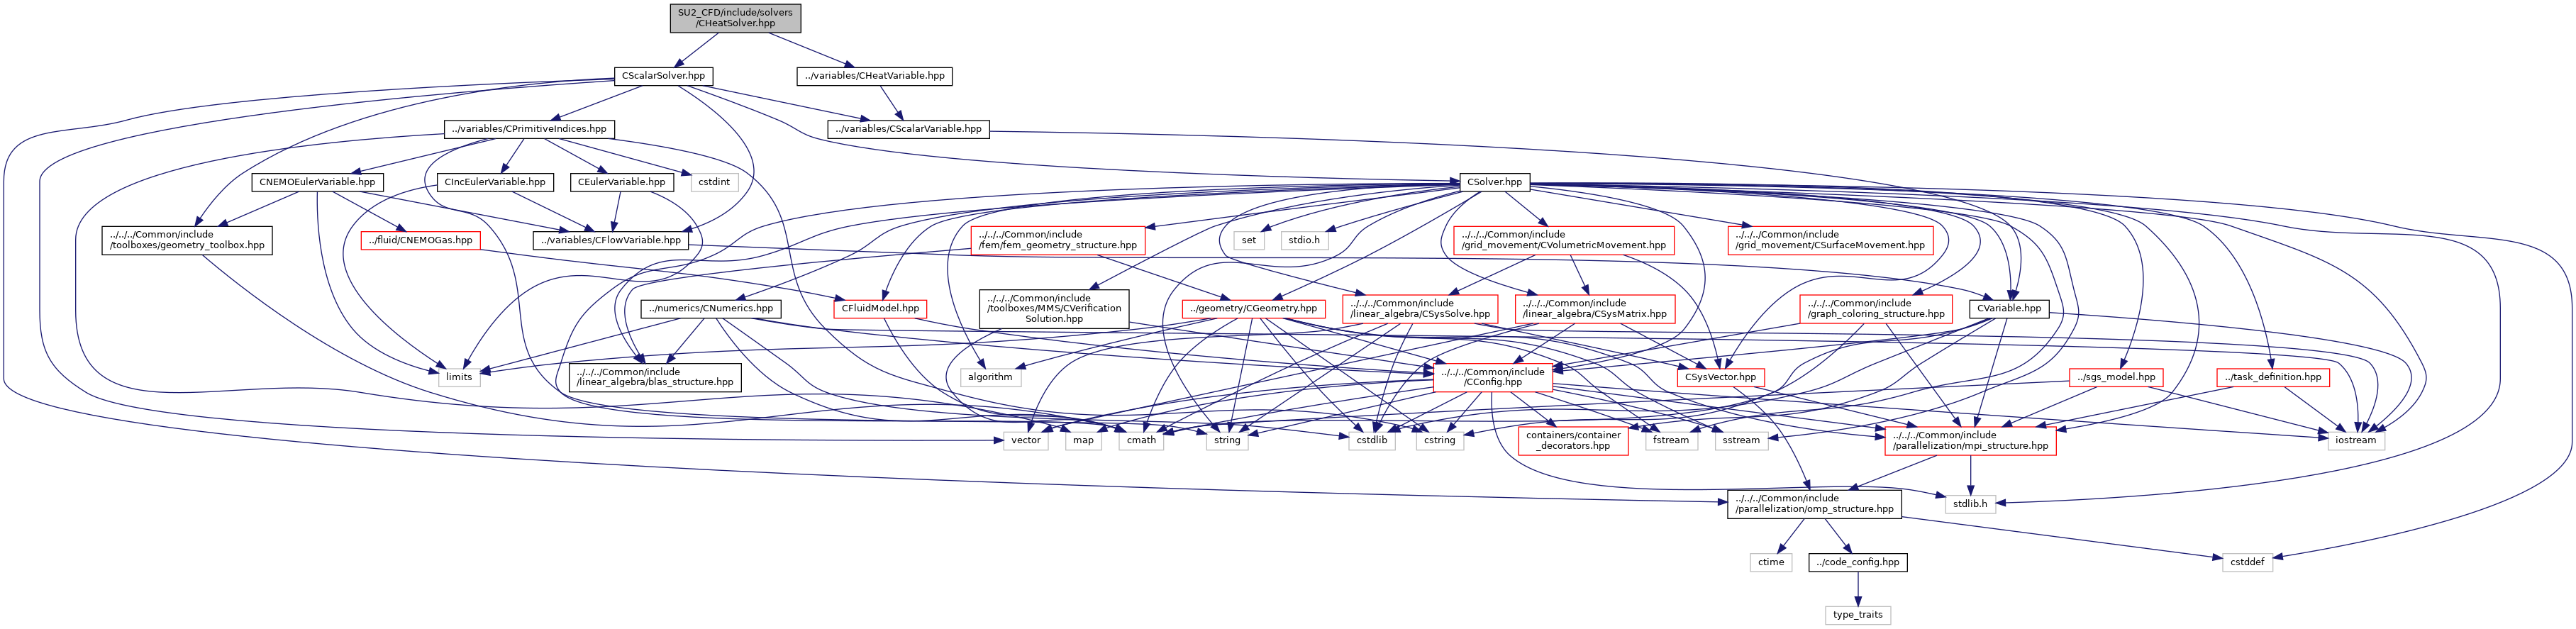 SU2_CFD/include/solvers
/CHeatSolver.hpp
CScalarSolver.hpp
../variables/CHeatVariable.hpp
../variables/CPrimitiveIndices.hpp
../variables/CScalarVariable.hpp
CNEMOEulerVariable.hpp
CIncEulerVariable.hpp
CEulerVariable.hpp
cstdint
CSolver.hpp
../../../Common/include
/toolboxes/geometry_toolbox.hpp
../fluid/CNEMOGas.hpp
../variables/CFlowVariable.hpp
../../../Common/include
/fem/fem_geometry_structure.hpp
set
stdio.h
../../../Common/include
/grid_movement/CVolumetricMovement.hpp
../../../Common/include
/grid_movement/CSurfaceMovement.hpp
../numerics/CNumerics.hpp
CFluidModel.hpp
../../../Common/include
/toolboxes/MMS/CVerification
Solution.hpp
../geometry/CGeometry.hpp
../../../Common/include
/linear_algebra/CSysSolve.hpp
../../../Common/include
/linear_algebra/CSysMatrix.hpp
../../../Common/include
/graph_coloring_structure.hpp
CVariable.hpp
limits
../../../Common/include
/linear_algebra/blas_structure.hpp
algorithm
../../../Common/include
/CConfig.hpp
CSysVector.hpp
../sgs_model.hpp
../task_definition.hpp
vector
map
cmath
string
cstdlib
cstring
containers/container
_decorators.hpp
fstream
sstream
../../../Common/include
/parallelization/mpi_structure.hpp
iostream
../../../Common/include
/parallelization/omp_structure.hpp
stdlib.h
ctime
../code_config.hpp
cstddef
type_traits